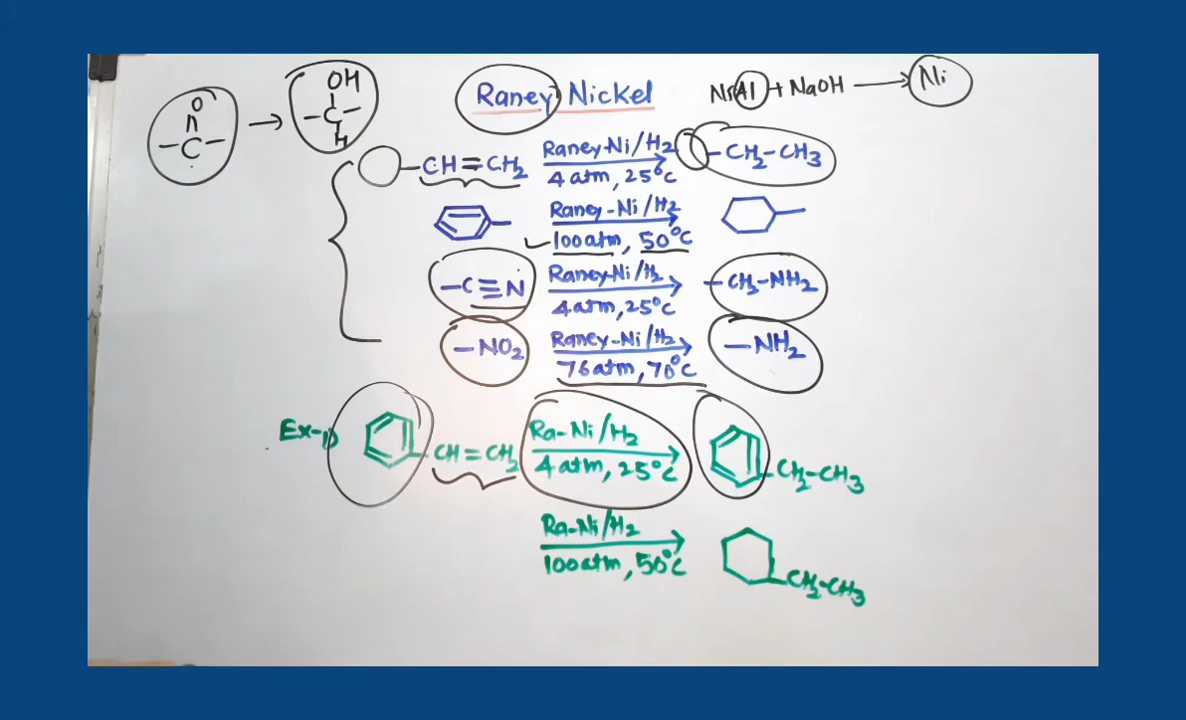 O
–C–
→
OH
–C–
H
Raney Nickel
NiAl + NaOH → Ni
–CH=CH2 Raney-Ni/H2 –CH2–CH3
4 atm, 25°C
Raney-Ni/H2
100 atm, 50°C
–C≡N Raney-Ni/H2 –CH2–NH2
4 atm, 25°C
–NO2 Raney-Ni/H2 –NH2
76 atm, 70°C
Ex-1) CH=CH2 Ra-Ni/H2 CH2–CH3
4 atm, 25°C
Ra-Ni/H2
100 atm, 50°C CH2–CH3